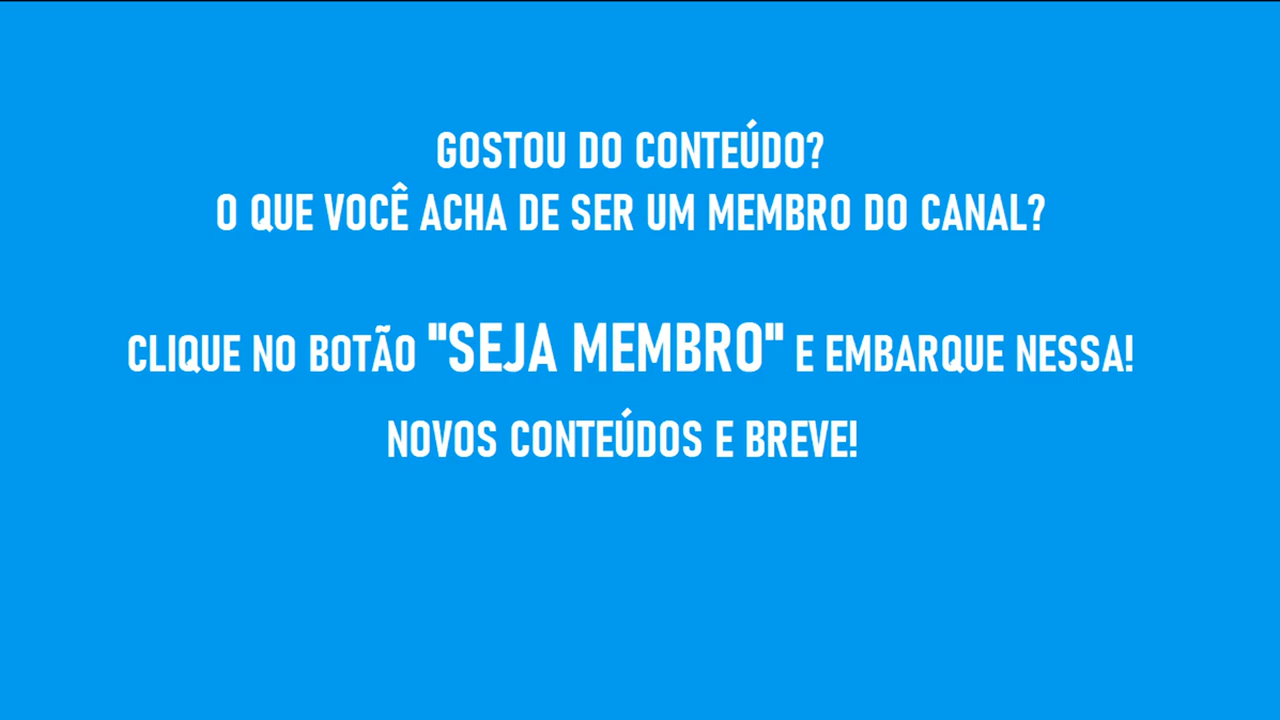 GOSTOU DO CONTEÚDO?
O QUE VOCÊ ACHA DE SER UM MEMBRO DO CANAL?
CLIQUE NO BOTÃO "SEJA MEMBRO" E EMBARQUE NESSA!
NOVOS CONTEÚDOS E BREVE!